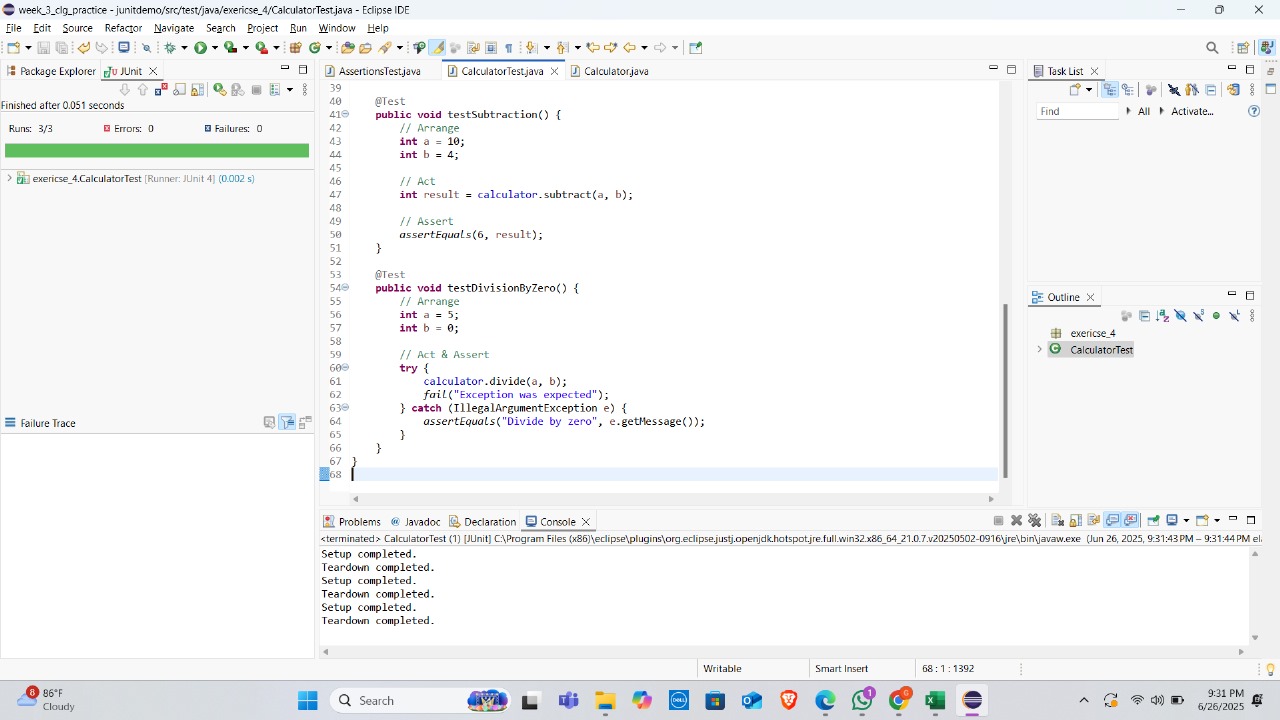 week_3_clg_practice - junitdemo/src/test/java/exericse_4/CalculatorTest.java - Eclipse IDE
File Edit Source Refactor Navigate Search Project Run Window Help
Package Explorer JUnit
Finished after 0.051 seconds
Runs: 3/3 Errors: 0 Failures: 0
exericse_4.CalculatorTest [Runner: JUnit 4] (0.002 s)
Failure Trace
AssertionsTest.java CalculatorTest.java Calculator.java
39
40 @Test
41 public void testSubtraction() {
42 // Arrange
43 int a = 10;
44 int b = 4;
45
46 // Act
47 int result = calculator.subtract(a, b);
48
49 // Assert
50 assertEquals(6, result);
51 }
52
53 @Test
54 public void testDivisionByZero() {
55 // Arrange
56 int a = 5;
57 int b = 0;
58
59 // Act & Assert
60 try {
61 calculator.divide(a, b);
62 fail("Exception was expected");
63 } catch (IllegalArgumentException e) {
64 assertEquals("Divide by zero", e.getMessage());
65 }
66 }
67 }
68
Task List
Find All Activate...
Outline
exericse_4
CalculatorTest
Problems Javadoc Declaration Console
<terminated> CalculatorTest (1) [JUnit] C:\Program Files (x86)\eclipse\plugins\org.eclipse.justj.openjdk.hotspot.jre.full.win32.x86_64_21.0.7.v20250502-0916\jre\bin\javaw.exe (Jun 26, 2025, 9:31:43 PM – 9:31:44 PM el
Setup completed.
Teardown completed.
Setup completed.
Teardown completed.
Setup completed.
Teardown completed.
Writable Smart Insert 68 : 1 : 1392
8
86°F
Cloudy
Search
DELL
1
G
9:31 PM
6/26/2025